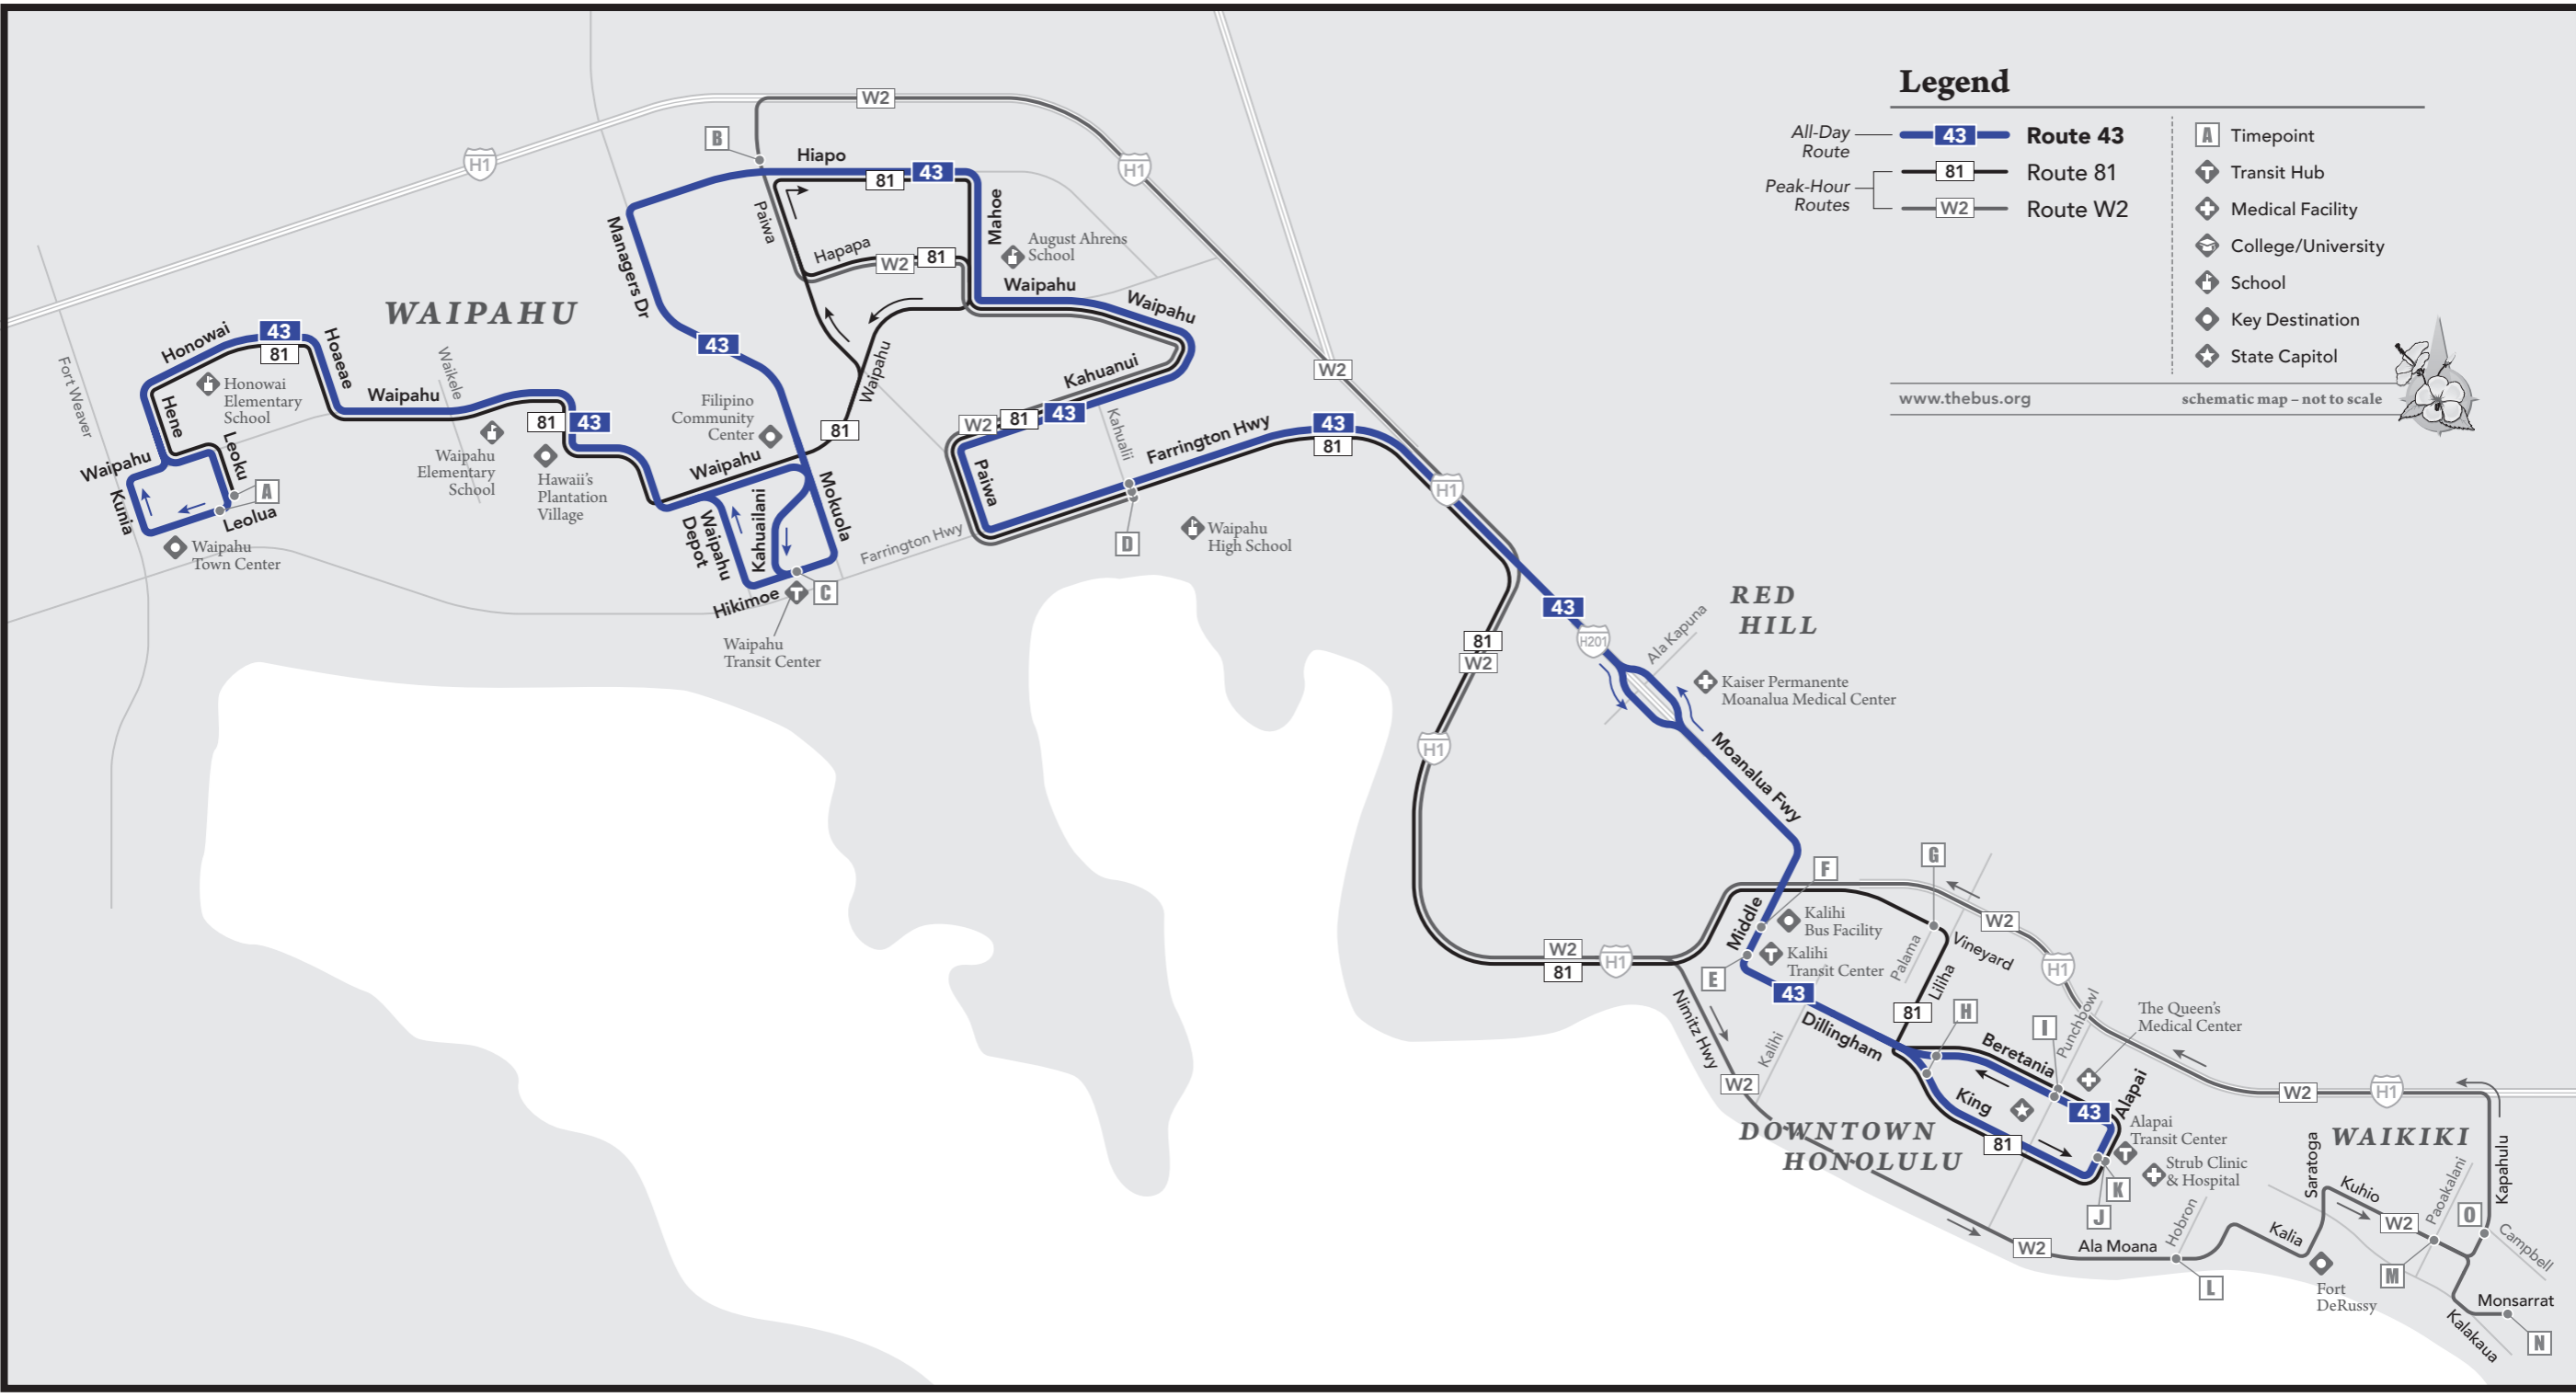 Legend
All-Day
Route
43
Route 43
Peak-Hour
Routes
81
Route 81
W2
Route W2
A
Timepoint
Transit Hub
Medical Facility
College/University
School
Key Destination
State Capitol
www.thebus.org
schematic map – not to scale
W2
B
H1
H1
Hiapo
43
81
Paiwa
Mahoe
Managers Dr
Hapapa
W2
81
August Ahrens
School
Waipahu
Waipahu
WAIPAHU
Honowai
43
81
Hoaeae
Fort Weaver
Waikele
43
Waipahu
Kahuanui
W2
Honowai
Elementary
School
Hene
Waipahu
Filipino
Community
Center
81
W2
81
43
Kahualii
Farrington Hwy
43
81
81
43
Leoku
Waipahu
Elementary
School
Hawaii's
Plantation
Village
Waipahu
Waipahu
Kunia
A
Leolua
Waipahu
Town Center
Paiwa
Mokuola
Kahuailani
Waipahu
Depot
Farrington Hwy
H1
D
Waipahu
High School
Hikimoe
C
Waipahu
Transit Center
43
H201
Ala Kapuna
RED
HILL
81
W2
Kaiser Permanente
Moanalua Medical Center
H1
Moanalua Fwy
G
F
Middle
Kalihi
Bus Facility
W2
Vineyard
Palama
W2
81
H1
Kalihi
Transit Center
H1
E
43
Liliha
Nimitz Hwy
Dillingham
81
H
I
Punchbowl
The Queen's
Medical Center
Kalihi
Beretania
W2
King
43
Alapai
W2
H1
DOWNTOWN
HONOLULU
81
Alapai
Transit Center
Strub Clinic
& Hospital
K
J
WAIKIKI
Saratoga
Kapahulu
Paoakalani
Kuhio
W2
O
Hobron
W2
Ala Moana
Kalia
Campbell
L
M
Fort
DeRussy
Monsarrat
Kalakaua
N